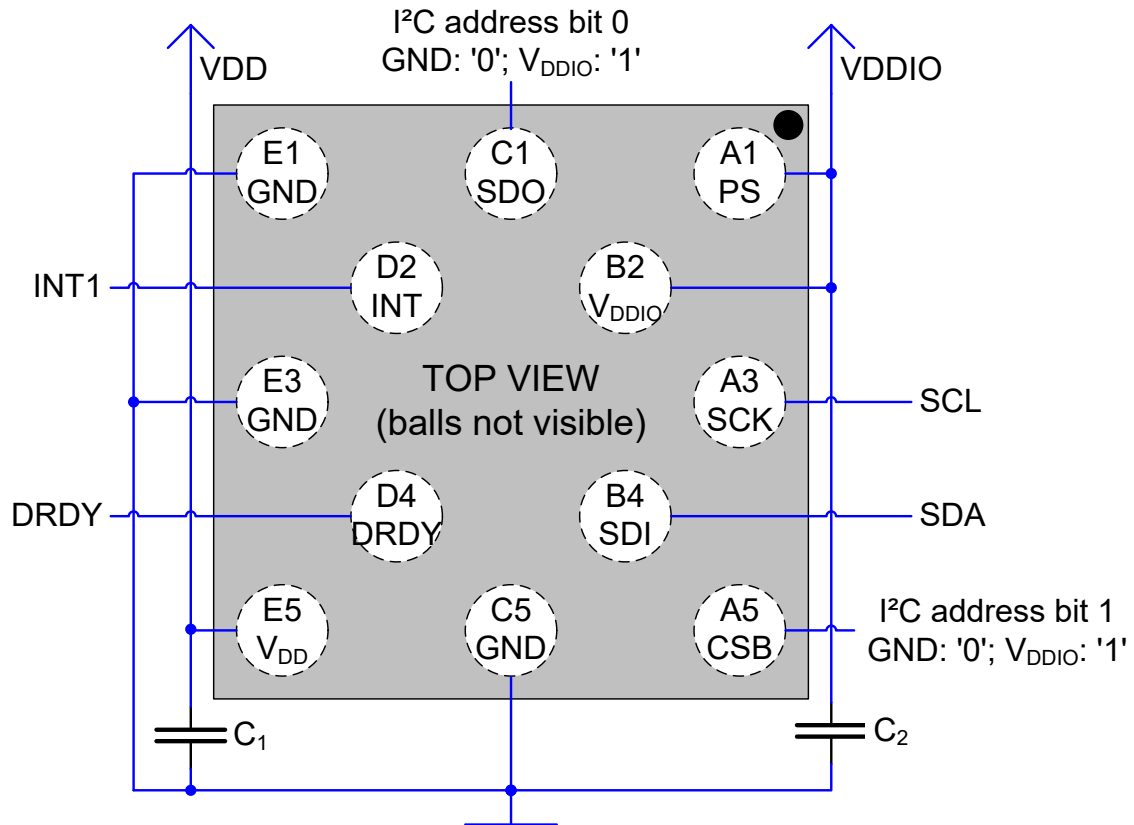 I²C address bit 0
GND: '0'; VDDIO: '1'
VDD
VDDIO
E1
GND
C1
SDO
A1
PS
INT1
D2
INT
B2
VDDIO
E3
GND
TOP VIEW
(balls not visible)
A3
SCK
SCL
DRDY
D4
DRDY
B4
SDI
SDA
E5
VDD
C5
GND
A5
CSB
I²C address bit 1
GND: '0'; VDDIO: '1'
C1
C2